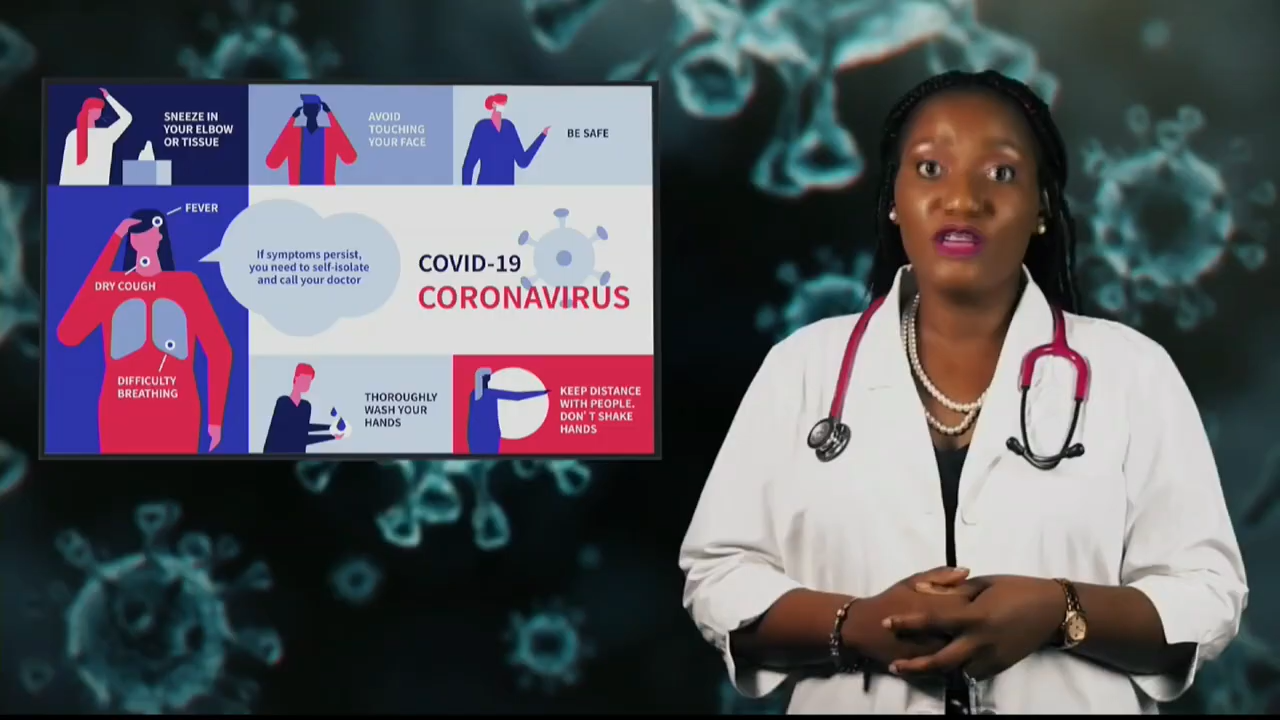 SNEEZE IN
YOUR ELBOW
OR TISSUE
AVOID
TOUCHING
YOUR FACE
BE SAFE
FEVER
DRY COUGH
DIFFICULTY
BREATHING
If symptoms persist,
you need to self-isolate
and call your doctor
COVID-19
CORONAVIRUS
THOROUGHLY
WASH YOUR
HANDS
KEEP DISTANCE
WITH PEOPLE,
DON'T SHAKE
HANDS